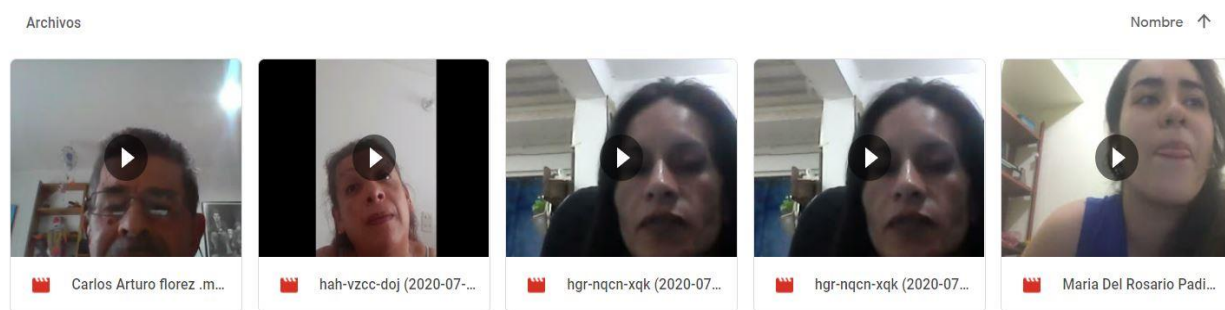 Archivos
Nombre
Carlos Arturo florez .m...
hah-vzcc-doj (2020-07-...
hgr-nqcn-xqk (2020-07...
hgr-nqcn-xqk (2020-07...
Maria Del Rosario Padi...